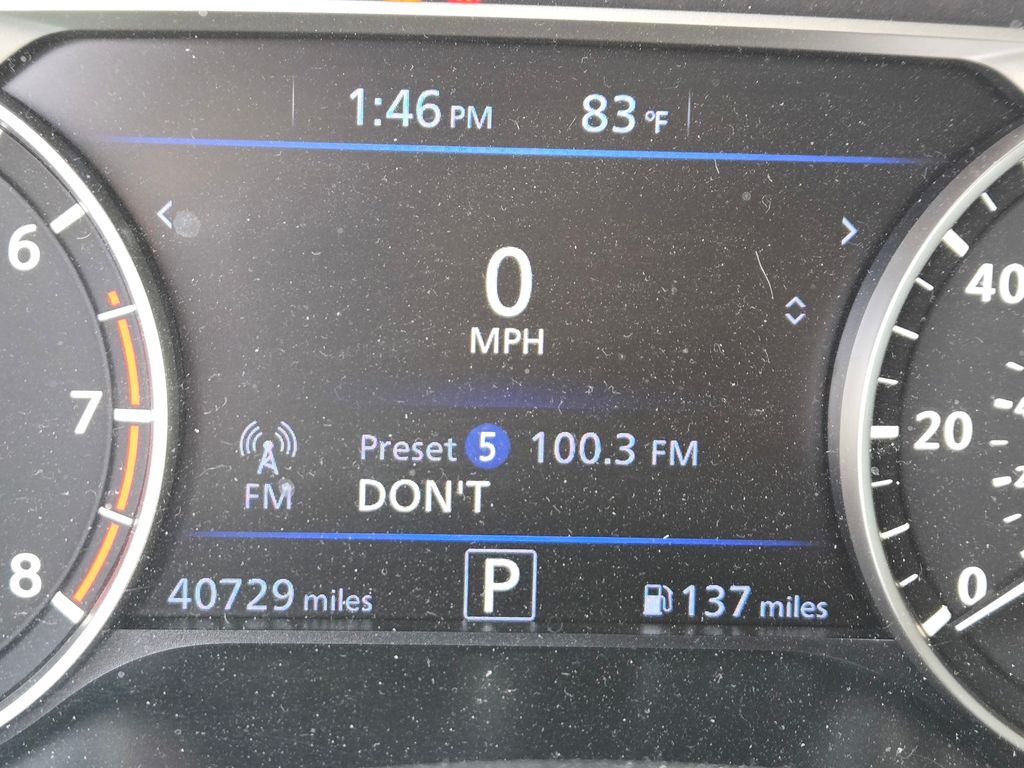 1:46 PM 83 °F
0
MPH
Preset 5 100.3 FM
FM DON'T
40729 miles P 137 miles
6
7
8
40
20
0